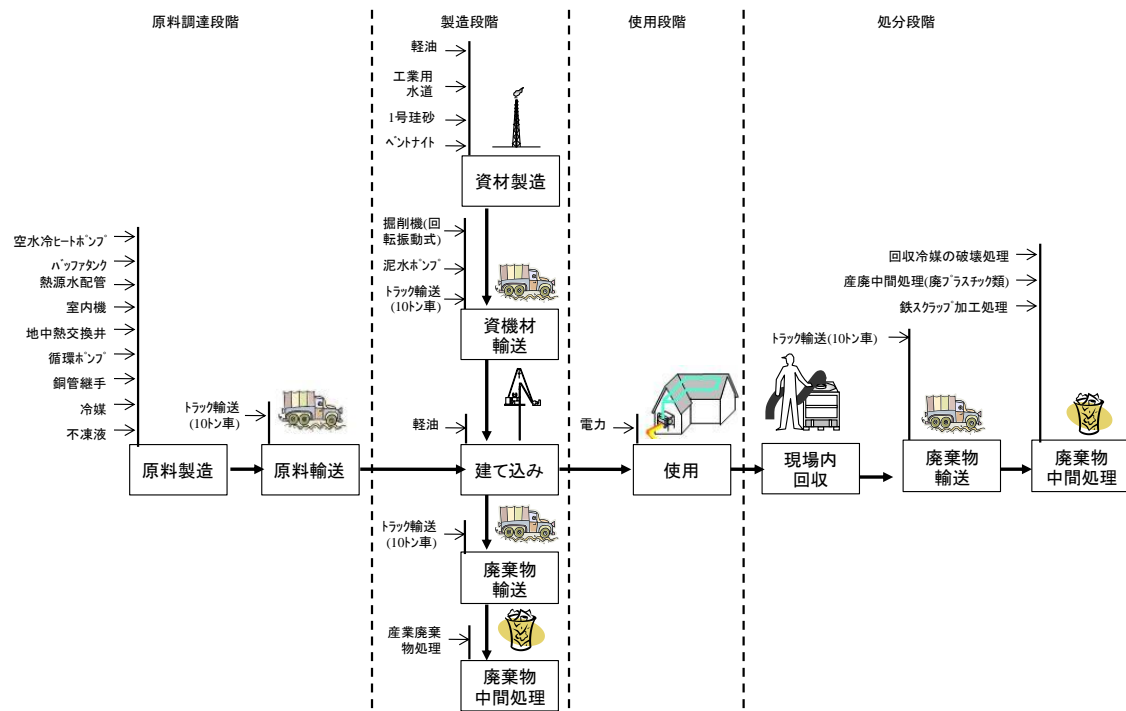 原料調達段階
製造段階
使用段階
処分段階
軽油
工業用
水道
1号珪砂
ベントナイト
資材製造
掘削機(回
転振動式)
泥水ポンプ
トラック輸送
(10トン車)
資機材
輸送
空水冷ヒートポンプ
バッファタンク
熱源水配管
室内機
地中熱交換井
循環ポンプ
銅管継手
冷媒
不凍液
原料製造
トラック輸送
(10トン車)
原料輸送
軽油
建て込み
トラック輸送
(10トン車)
廃棄物
輸送
産業廃棄
物処理
廃棄物
中間処理
電力
使用
現場内
回収
トラック輸送(10トン車)
廃棄物
輸送
回収冷媒の破壊処理
産廃中間処理(廃プラスチック類)
鉄スクラップ加工処理
廃棄物
中間処理